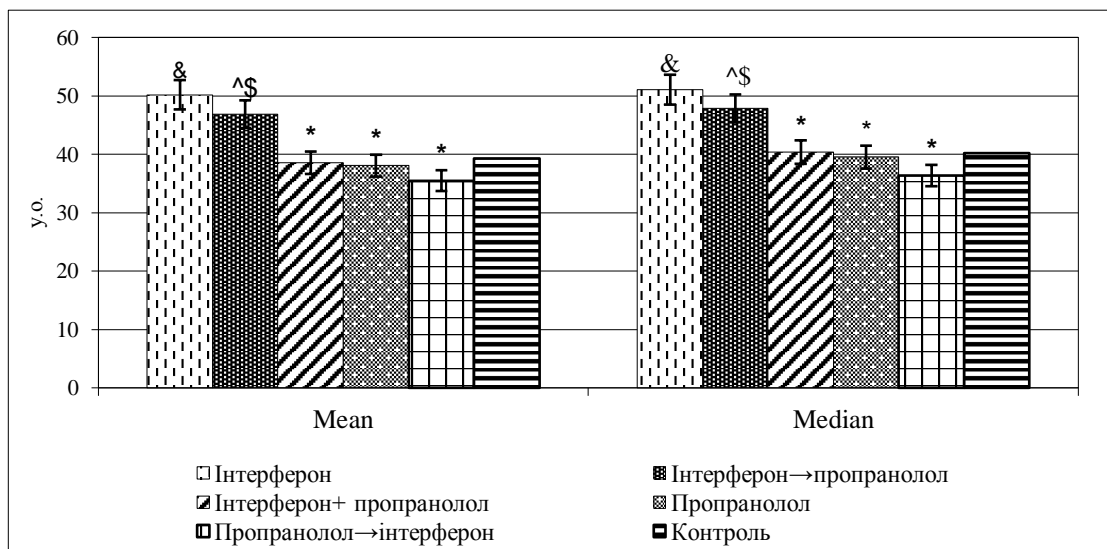 60
& ^$ & ^$
50
* * * * * *
40
30
у.о.
20
10
0
Mean Median
Інтерферон Інтерферон→пропранолол
Інтерферон+ пропранолол Пропранолол
Пропранолол→інтерферон Контроль